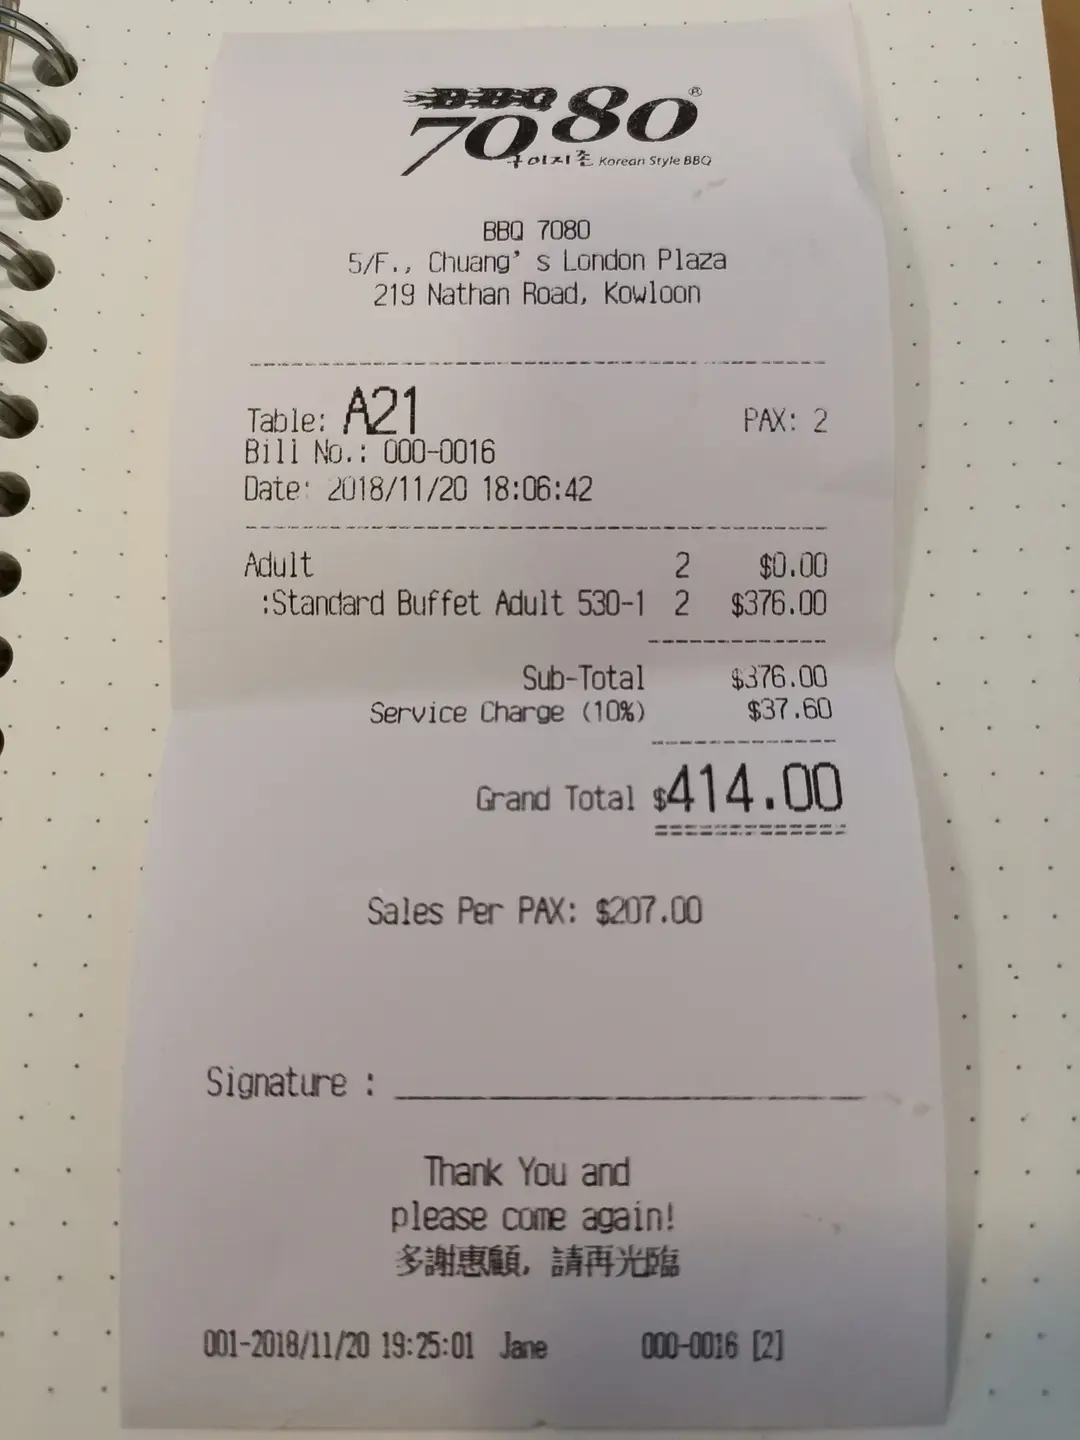 BBQ
7080®
구이지촌 Korean Style BBQ
BBQ 7080
5/F., Chuang's London Plaza
219 Nathan Road, Kowloon
Table: A21 PAX: 2
Bill No.: 000-0016
Date: 2018/11/20 18:06:42
Adult 2 $0.00
:Standard Buffet Adult 530-1 2 $376.00
Sub-Total $376.00
Service Charge (10%) $37.60
Grand Total $414.00
Sales Per PAX: $207.00
Signature :
Thank You and
please come again!
多謝惠顧, 請再光臨
001-2018/11/20 19:25:01 Jane 000-0016 [2]